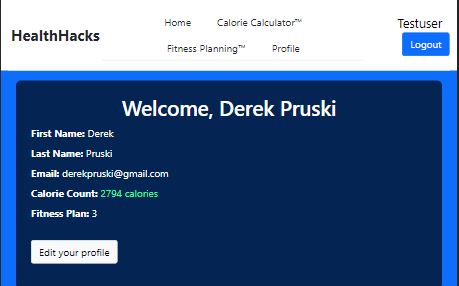 HealthHacks
Home Calorie Calculator™
Fitness Planning™ Profile
Testuser
Logout
Welcome, Derek Pruski
First Name: Derek
Last Name: Pruski
Email: derekpruski@gmail.com
Calorie Count: 2794 calories
Fitness Plan: 3
Edit your profile